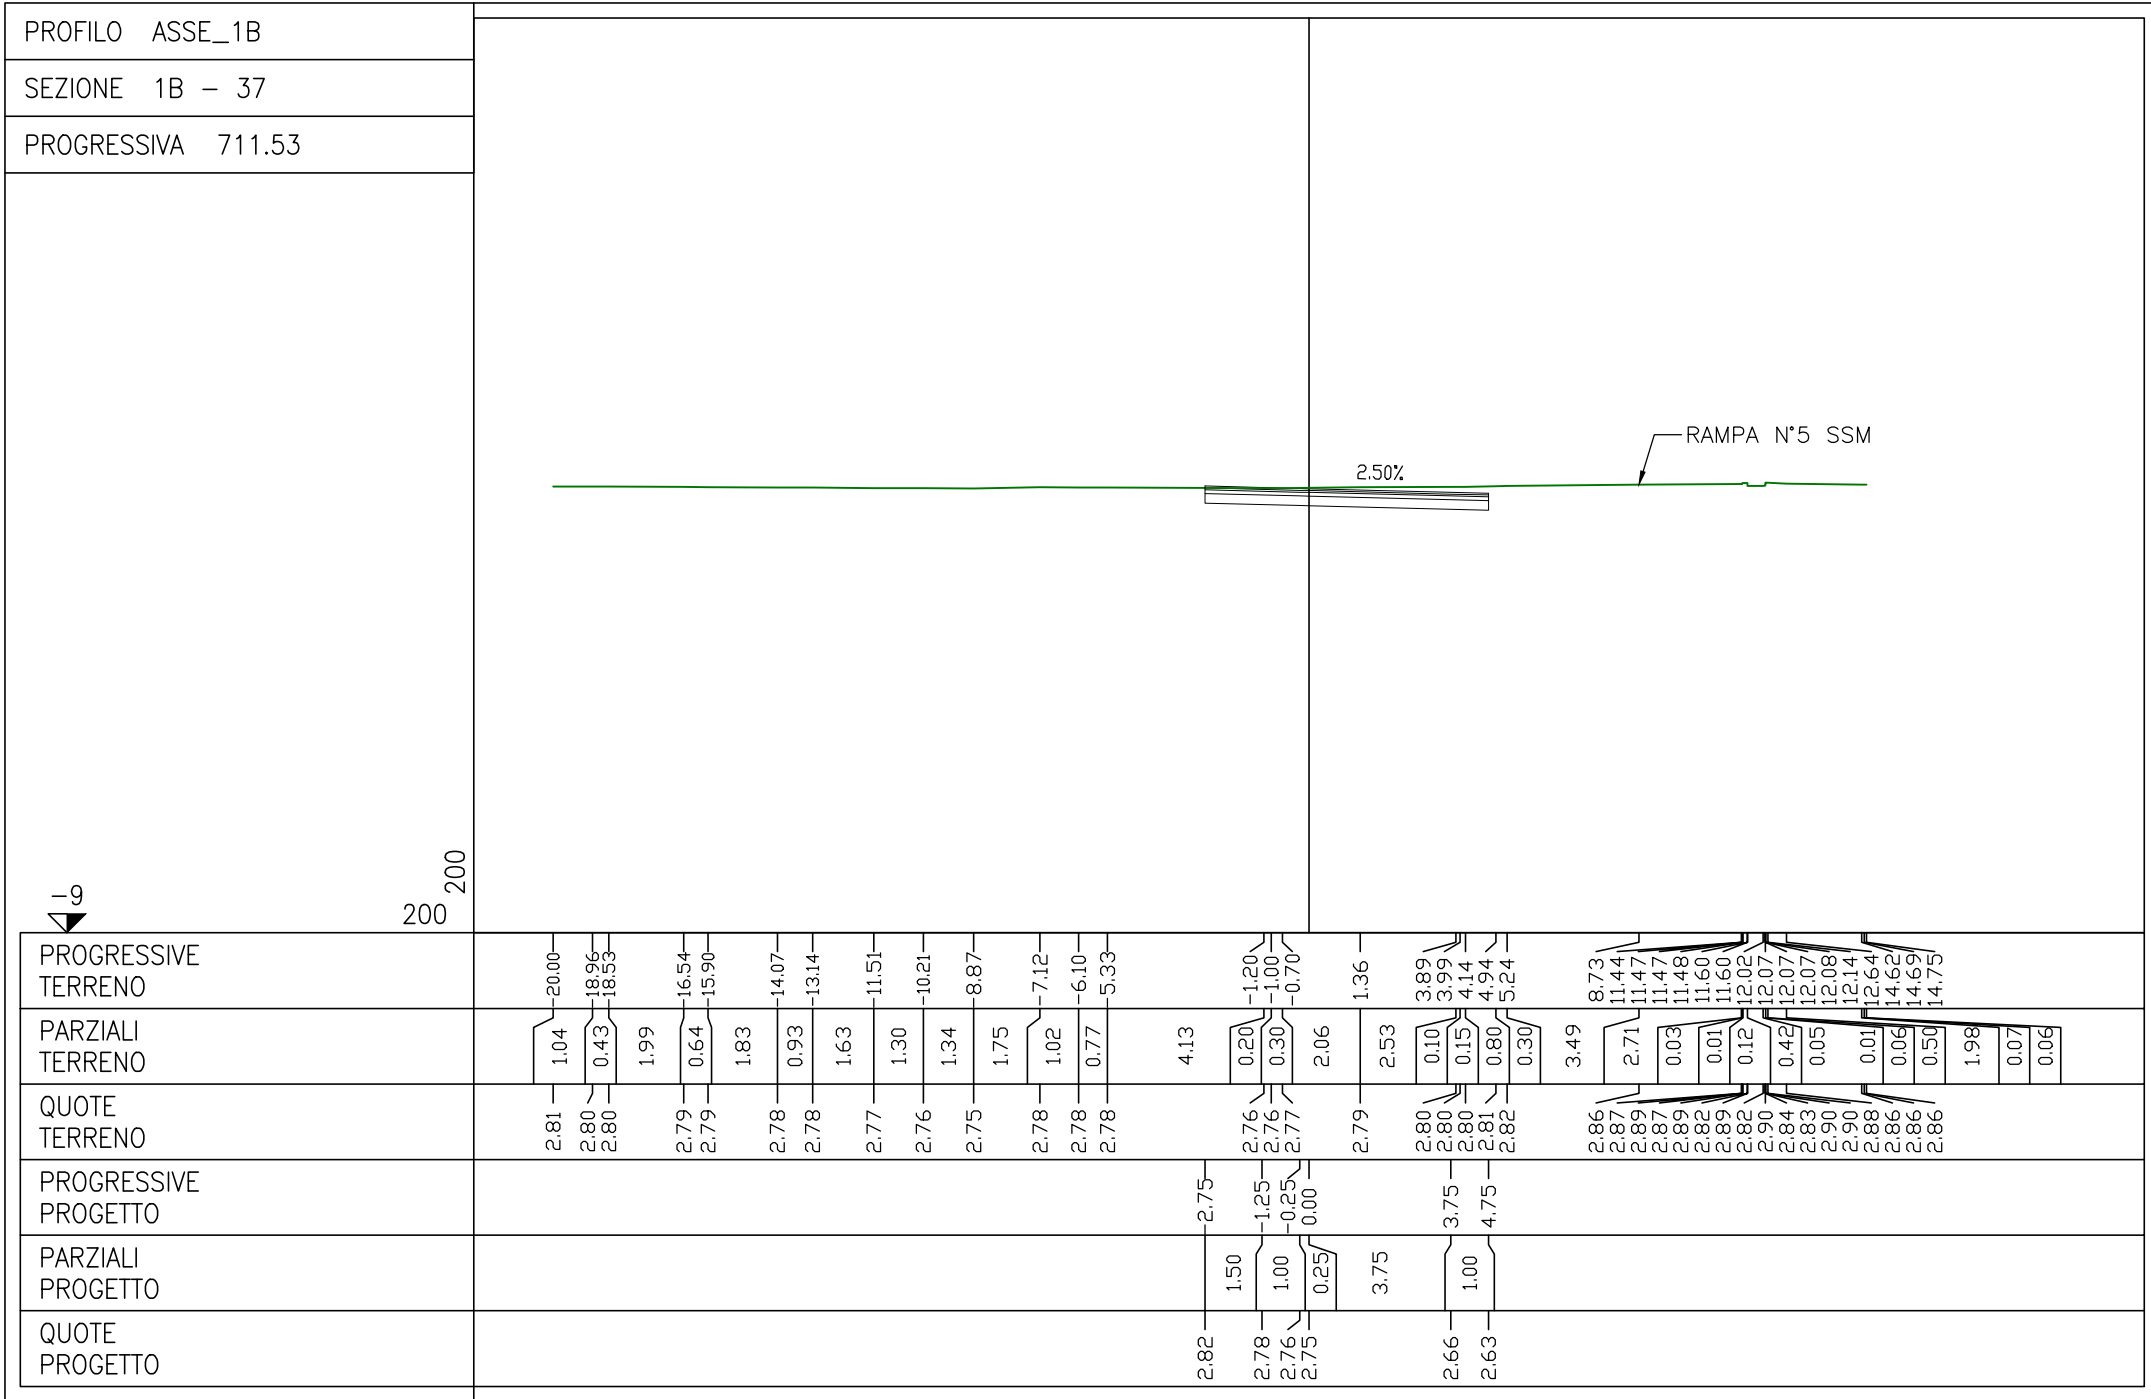 PROFILO ASSE_1B
SEZIONE 1B - 37
PROGRESSIVA 711.53
RAMPA N°5 SSM
2.50%
200
-9
200
PROGRESSIVE
TERRENO
-20.00 -18.96 -18.53 -16.54 -15.90 -14.07 -13.14 -11.51 -10.21 -8.87 -7.12 -6.10 -5.33 -1.20 -1.00 -0.70 1.36 3.89 3.99 4.14 4.94 5.24 8.73 11.44 11.47 11.47 11.48 11.60 11.60 12.02 12.07 12.07 12.08 12.14 12.64 14.62 14.69 14.75
PARZIALI
TERRENO
1.04 0.43 1.99 0.64 1.83 0.93 1.63 1.30 1.34 1.75 1.02 0.77 4.13 0.20 0.30 2.06 2.53 0.10 0.15 0.80 0.30 3.49 2.71 0.03 0.01 0.12 0.42 0.05 0.01 0.06 0.50 1.98 0.07 0.06
QUOTE
TERRENO
2.81 2.80 2.80 2.79 2.79 2.78 2.78 2.77 2.76 2.75 2.78 2.78 2.78 2.76 2.76 2.77 2.79 2.80 2.80 2.80 2.81 2.82 2.86 2.87 2.89 2.87 2.89 2.82 2.89 2.82 2.90 2.84 2.83 2.90 2.90 2.88 2.86 2.86 2.86
PROGRESSIVE
PROGETTO
-2.75 -1.25 -0.25 0.00 3.75 4.75
PARZIALI
PROGETTO
1.50 1.00 0.25 3.75 1.00
QUOTE
PROGETTO
2.82 2.78 2.76 2.75 2.66 2.63